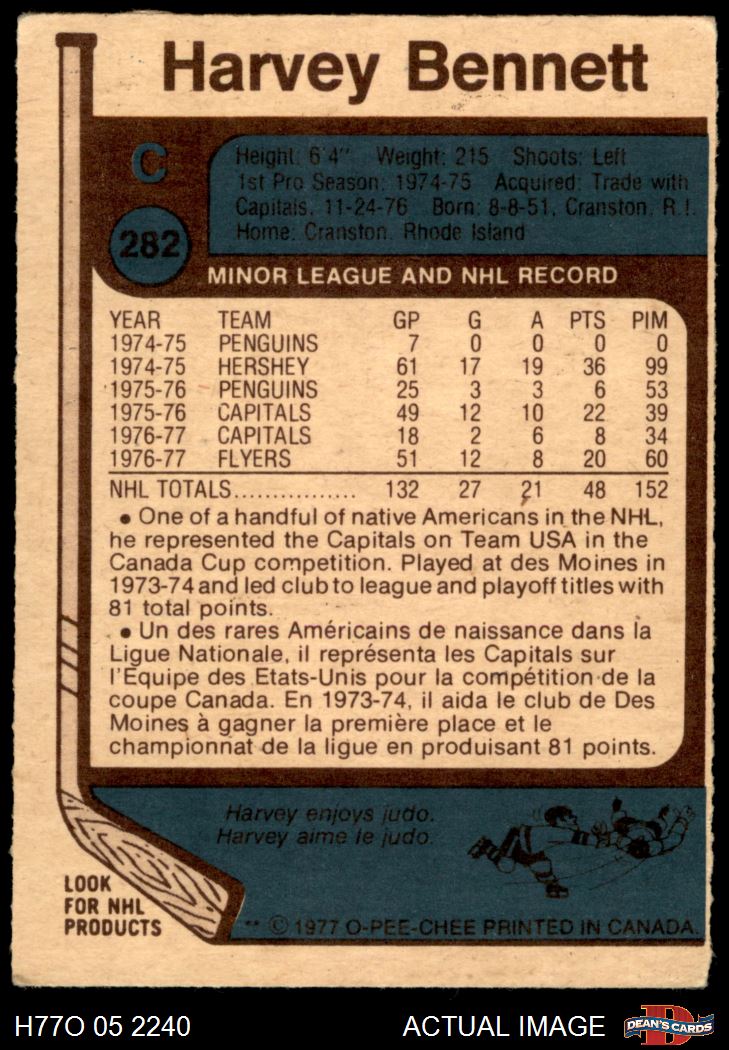 Harvey Bennett
C
282
Height: 6'4" Weight: 215 Shoots: Left
1st Pro Season: 1974-75 Acquired: Trade with
Capitals, 11-24-76 Born: 8-8-51, Cranston, R.I.
Home: Cranston, Rhode Island
MINOR LEAGUE AND NHL RECORD
YEAR TEAM GP G A PTS PIM
1974-75 PENGUINS 7 0 0 0 0
1974-75 HERSHEY 61 17 19 36 99
1975-76 PENGUINS 25 3 3 6 53
1975-76 CAPITALS 49 12 10 22 39
1976-77 CAPITALS 18 2 6 8 34
1976-77 FLYERS 51 12 8 20 60
NHL TOTALS................ 132 27 21 48 152
• One of a handful of native Americans in the NHL,
he represented the Capitals on Team USA in the
Canada Cup competition. Played at des Moines in
1973-74 and led club to league and playoff titles with
81 total points.
• Un des rares Américains de naissance dans la
Ligue Nationale, il représenta les Capitals sur
l'Equipe des Etats-Unis pour la compétition de la
coupe Canada. En 1973-74, il aida le club de Des
Moines à gagner la première place et le
championnat de la ligue en produisant 81 points.
Harvey enjoys judo.
Harvey aime le judo.
LOOK
FOR NHL
PRODUCTS
** © 1977 O-PEE-CHEE PRINTED IN CANADA.
H77O 05 2240 ACTUAL IMAGE
D
DEAN'S CARDS